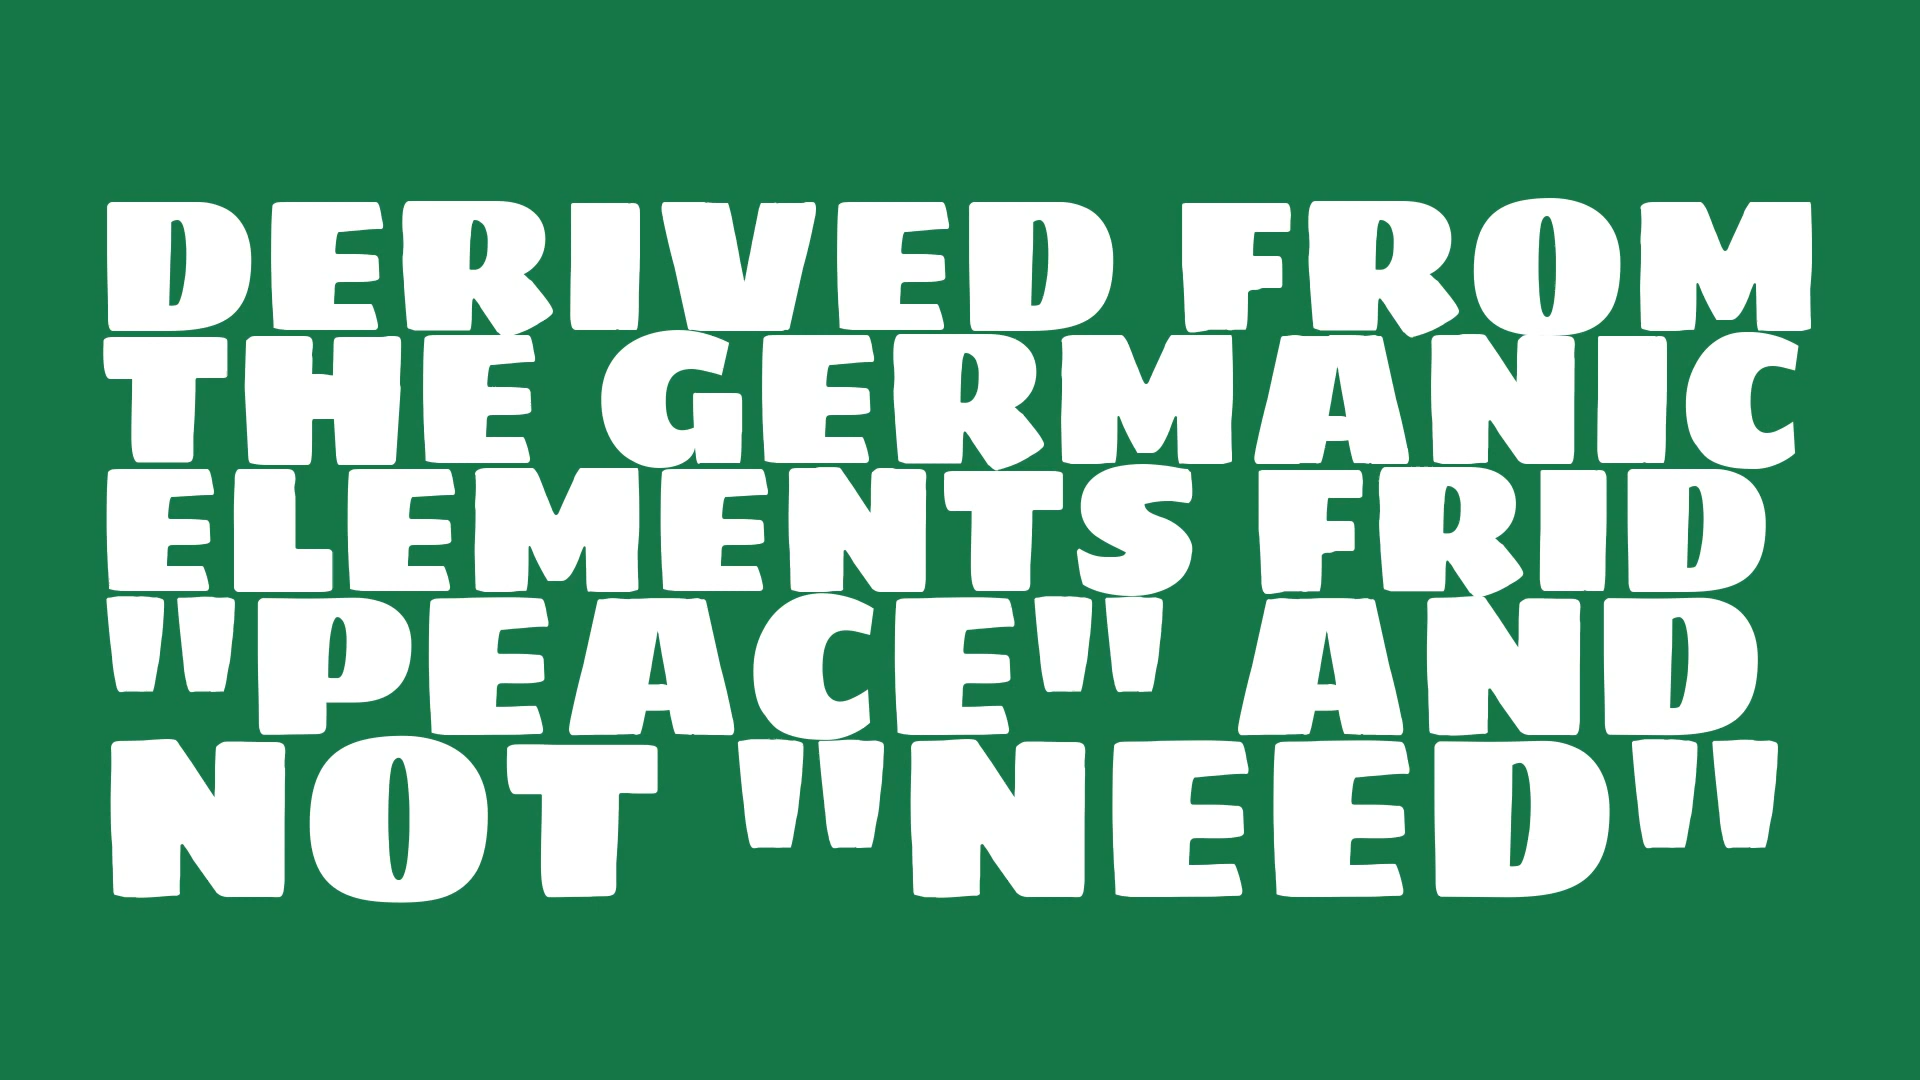 DERIVED FROM
THE GERMANIC
ELEMENTS FRID
"PEACE" AND
NOT "NEED"